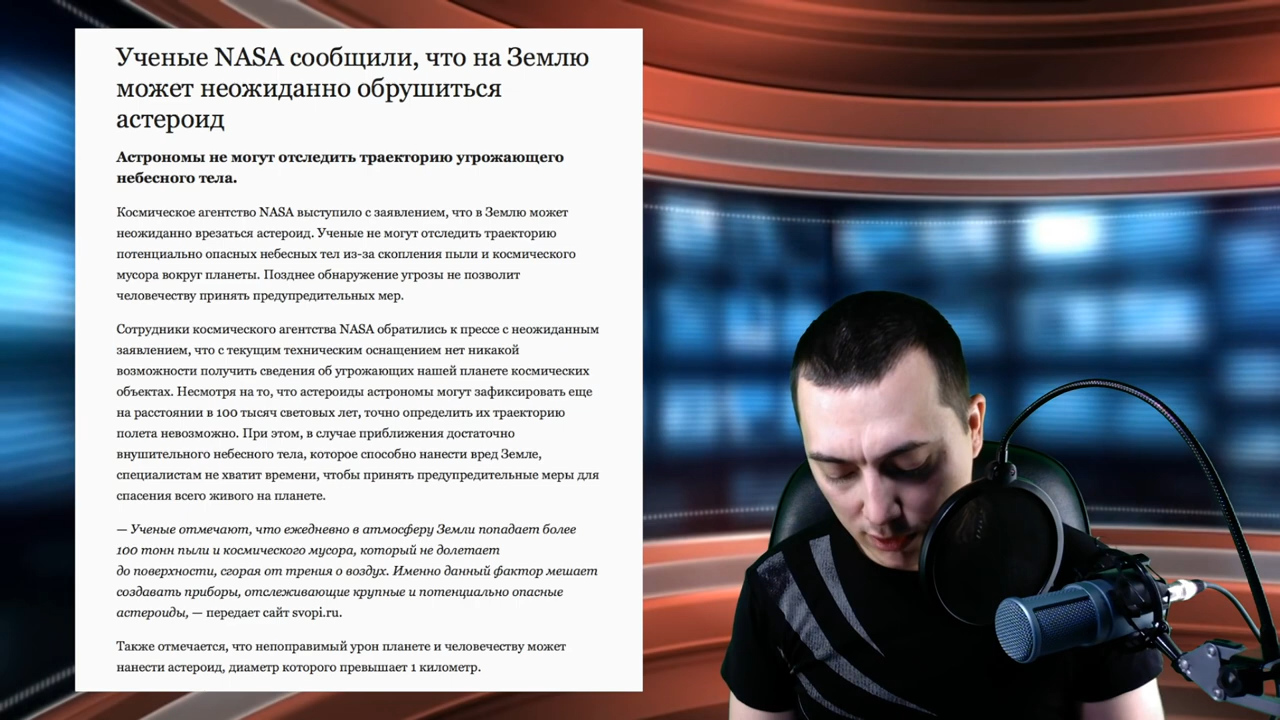 Ученые NASA сообщили, что на Землю
может неожиданно обрушиться
астероид
Астрономы не могут отследить траекторию угрожающего
небесного тела.
Космическое агентство NASA выступило с заявлением, что в Землю может
неожиданно врезаться астероид. Ученые не могут отследить траекторию
потенциально опасных небесных тел из-за скопления пыли и космического
мусора вокруг планеты. Позднее обнаружение угрозы не позволит
человечеству принять предупредительных мер.
Сотрудники космического агентства NASA обратились к прессе с неожиданным
заявлением, что с текущим техническим оснащением нет никакой
возможности получить сведения об угрожающих нашей планете космических
объектах. Несмотря на то, что астероиды астрономы могут зафиксировать еще
на расстоянии в 100 тысяч световых лет, точно определить их траекторию
полета невозможно. При этом, в случае приближения достаточно
внушительного небесного тела, которое способно нанести вред Земле,
специалистам не хватит времени, чтобы принять предупредительные меры для
спасения всего живого на планете.
— Ученые отмечают, что ежедневно в атмосферу Земли попадает более
100 тонн пыли и космического мусора, который не долетает
до поверхности, сгорая от трения о воздух. Именно данный фактор мешает
создавать приборы, отслеживающие крупные и потенциально опасные
астероиды, — передает сайт svopi.ru.
Также отмечается, что непоправимый урон планете и человечеству может
нанести астероид, диаметр которого превышает 1 километр.